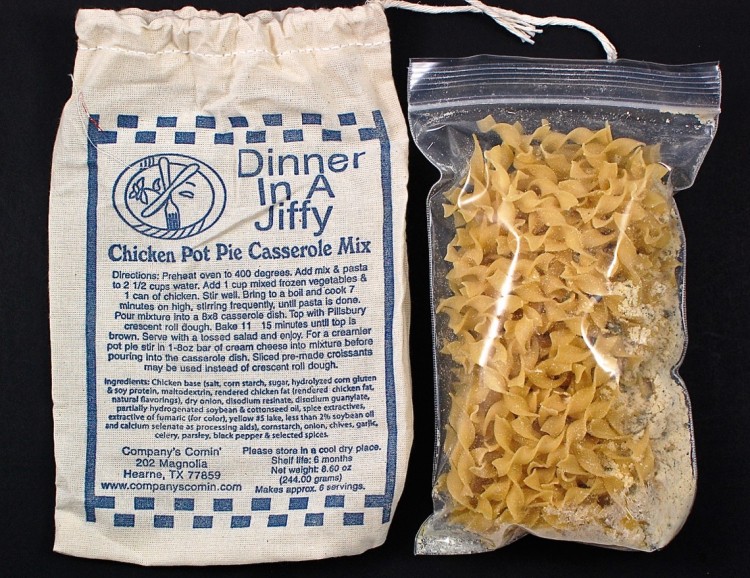 Dinner
In A
Jiffy
Chicken Pot Pie Casserole Mix
Directions: Preheat oven to 400 degrees. Add mix & pasta
to 2 1/2 cups water. Add 1 cup mixed frozen vegetables &
1 can of chicken. Stir well. Bring to a boil and cook 7
minutes on high, stirring frequently, until pasta is done.
Pour mixture into a 8x8 casserole dish. Top with Pillsbury
crescent roll dough. Bake 11 15 minutes until top is
brown. Serve with a tossed salad and enjoy. For a creamier
pot pie stir in 1-8oz bar of cream cheese into mixture before
pouring into the casserole dish. Sliced pre-made croissants
may be used instead of crescent roll dough.
Ingredients: Chicken base (salt, corn starch, sugar, hydrolyzed corn gluten
& soy protein, maltodextrin, rendered chicken fat (rendered chicken fat,
natural flavorings), dry onion, disodium resinate, disodium guanylate,
partially hydrogenated soybean & cottonseed oil, spice extractives,
extractive of fumaric (for color), yellow #5 lake, less than 2% soybean oil
and calcium selenate as processing aids), cornstarch, onion, chives, garlic,
celery, parsley, black pepper & selected spices.
Company's Comin'
202 Magnolia
Hearne, TX 77859
www.companyscomin.com
Please store in a cool dry place.
Shelf life: 6 months
Net weight: 8.60 oz
(244.00 grams)
Makes approx. 6 servings.